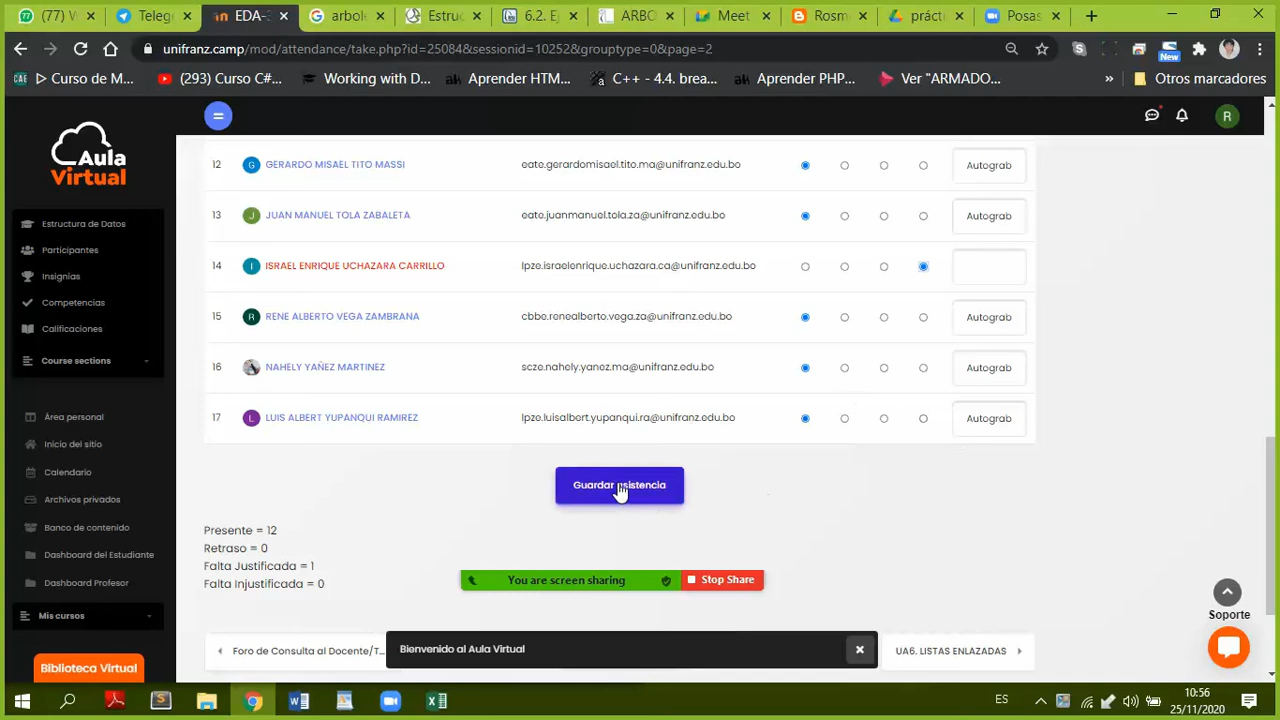 (77) W
Telegr
EDA-
arbole
Estruc
6.2. Ej
ARBO
Meet
Rosm
prácti
Posas
unifranz.camp/mod/attendance/take.php?id=25084&sessionid=10252&grouptype=0&page=2
New
▷ Curso de M...
(293) Curso C#...
Working with D...
Aprender HTM...
C++ - 4.4. brea...
Aprender PHP...
Ver "ARMADO...
»
Otros marcadores
Aula
Virtual
R
Estructura de Datos
Participantes
Insignias
Competencias
Calificaciones
Course sections
Área personal
Inicio del sitio
Calendario
Archivos privados
Banco de contenido
Dashboard del Estudiante
Dashboard Profesor
Mis cursos
Biblioteca Virtual
12 G GERARDO MISAEL TITO MASSI eate.gerardomisael.tito.ma@unifranz.edu.bo Autograb
13 J JUAN MANUEL TOLA ZABALETA eate.juanmanuel.tola.za@unifranz.edu.bo Autograb
14 I ISRAEL ENRIQUE UCHAZARA CARRILLO lpze.israelenrique.uchazara.ca@unifranz.edu.bo
15 R RENE ALBERTO VEGA ZAMBRANA cbbe.renealberto.vega.za@unifranz.edu.bo Autograb
16 NAHELY YAÑEZ MARTINEZ scze.nahely.yanez.ma@unifranz.edu.bo Autograb
17 L LUIS ALBERT YUPANQUI RAMIREZ lpze.luisalbert.yupanqui.ra@unifranz.edu.bo Autograb
Guardar asistencia
Presente = 12
Retraso = 0
Falta Justificada = 1
Falta Injustificada = 0
You are screen sharing
Stop Share
Soporte
Foro de Consulta al Docente/T...
Bienvenido al Aula Virtual
UA6. LISTAS ENLAZADAS
ES
10:56
25/11/2020